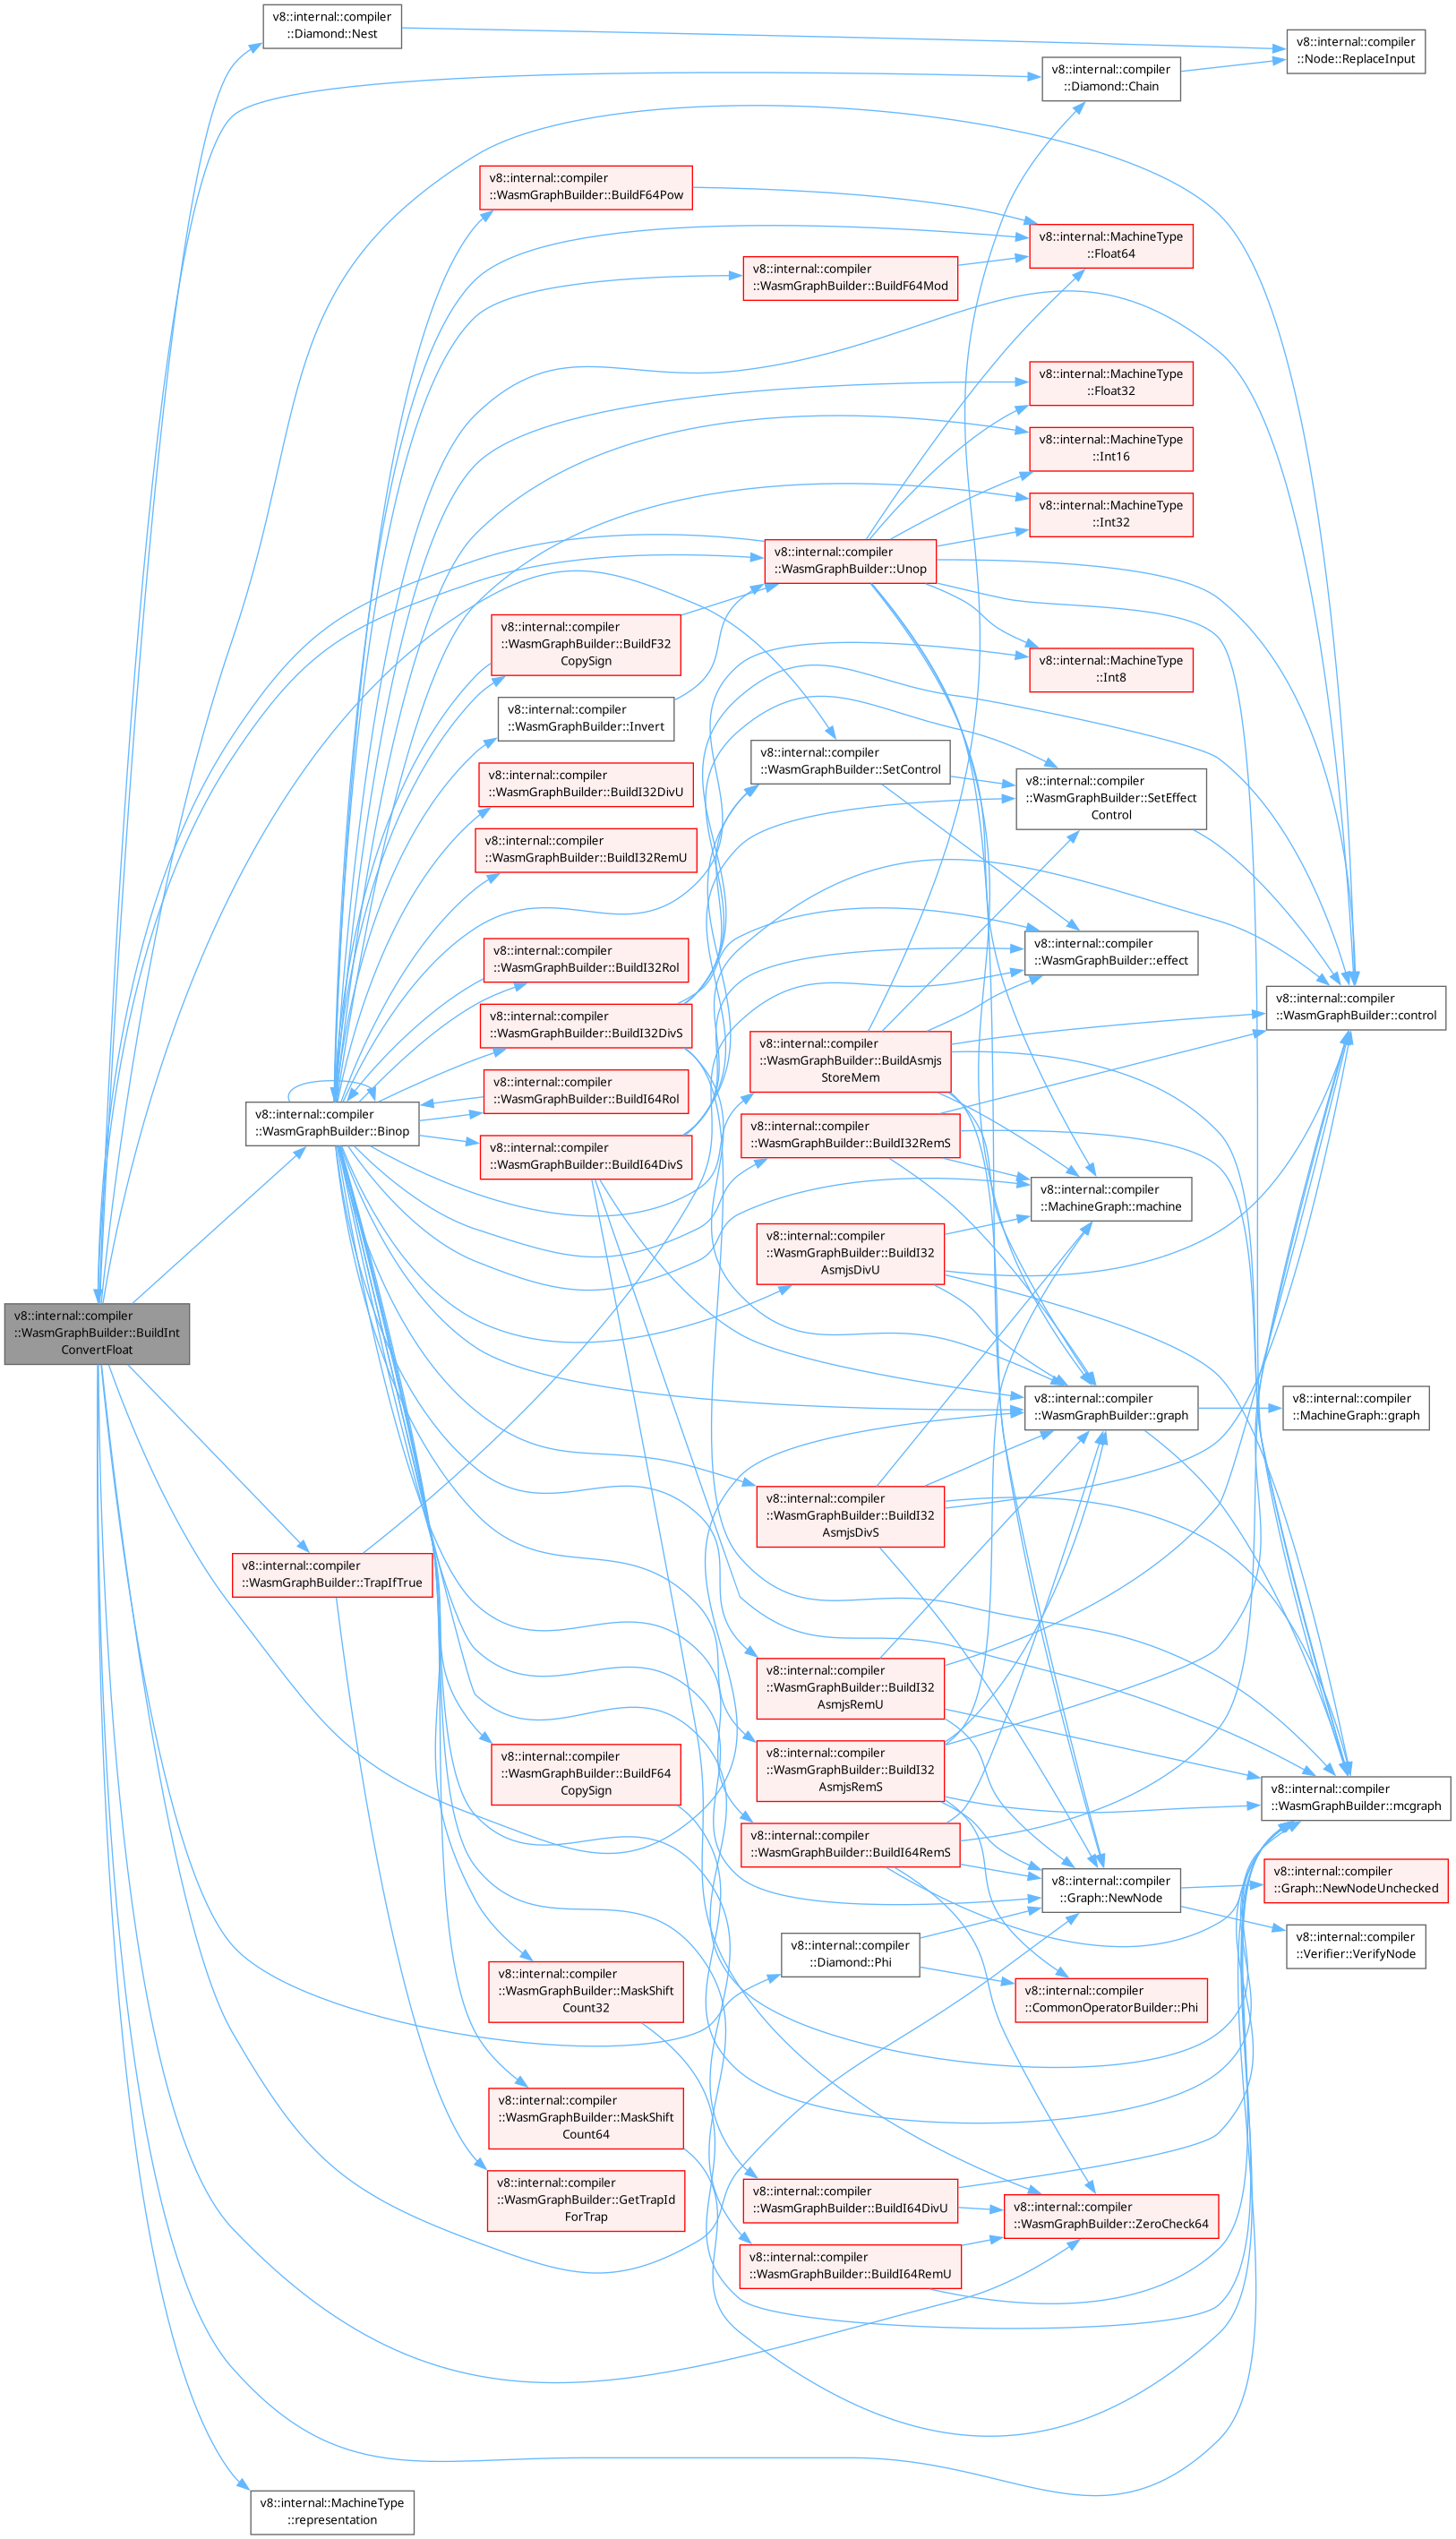 v8::internal::compiler
::Diamond::Nest
v8::internal::compiler
::Node::ReplaceInput
v8::internal::compiler
::Diamond::Chain
v8::internal::compiler
::WasmGraphBuilder::BuildF64Pow
v8::internal::MachineType
::Float64
v8::internal::compiler
::WasmGraphBuilder::BuildF64Mod
v8::internal::MachineType
::Float32
v8::internal::MachineType
::Int16
v8::internal::MachineType
::Int32
v8::internal::compiler
::WasmGraphBuilder::Unop
v8::internal::compiler
::WasmGraphBuilder::BuildF32
CopySign
v8::internal::MachineType
::Int8
v8::internal::compiler
::WasmGraphBuilder::Invert
v8::internal::compiler
::WasmGraphBuilder::SetControl
v8::internal::compiler
::WasmGraphBuilder::BuildI32DivU
v8::internal::compiler
::WasmGraphBuilder::SetEffect
Control
v8::internal::compiler
::WasmGraphBuilder::BuildI32RemU
v8::internal::compiler
::WasmGraphBuilder::effect
v8::internal::compiler
::WasmGraphBuilder::BuildI32Rol
v8::internal::compiler
::WasmGraphBuilder::control
v8::internal::compiler
::WasmGraphBuilder::BuildI32DivS
v8::internal::compiler
::WasmGraphBuilder::BuildAsmjs
StoreMem
v8::internal::compiler
::WasmGraphBuilder::BuildI64Rol
v8::internal::compiler
::WasmGraphBuilder::Binop
v8::internal::compiler
::WasmGraphBuilder::BuildI32RemS
v8::internal::compiler
::WasmGraphBuilder::BuildI64DivS
v8::internal::compiler
::MachineGraph::machine
v8::internal::compiler
::WasmGraphBuilder::BuildI32
AsmjsDivU
v8::internal::compiler
::WasmGraphBuilder::BuildInt
ConvertFloat
v8::internal::compiler
::WasmGraphBuilder::graph
v8::internal::compiler
::MachineGraph::graph
v8::internal::compiler
::WasmGraphBuilder::BuildI32
AsmjsDivS
v8::internal::compiler
::WasmGraphBuilder::TrapIfTrue
v8::internal::compiler
::WasmGraphBuilder::BuildI32
AsmjsRemU
v8::internal::compiler
::WasmGraphBuilder::BuildF64
CopySign
v8::internal::compiler
::WasmGraphBuilder::BuildI32
AsmjsRemS
v8::internal::compiler
::WasmGraphBuilder::mcgraph
v8::internal::compiler
::WasmGraphBuilder::BuildI64RemS
v8::internal::compiler
::Graph::NewNode
v8::internal::compiler
::Graph::NewNodeUnchecked
v8::internal::compiler
::Verifier::VerifyNode
v8::internal::compiler
::Diamond::Phi
v8::internal::compiler
::WasmGraphBuilder::MaskShift
Count32
v8::internal::compiler
::CommonOperatorBuilder::Phi
v8::internal::compiler
::WasmGraphBuilder::MaskShift
Count64
v8::internal::compiler
::WasmGraphBuilder::GetTrapId
ForTrap
v8::internal::compiler
::WasmGraphBuilder::BuildI64DivU
v8::internal::compiler
::WasmGraphBuilder::ZeroCheck64
v8::internal::compiler
::WasmGraphBuilder::BuildI64RemU
v8::internal::MachineType
::representation